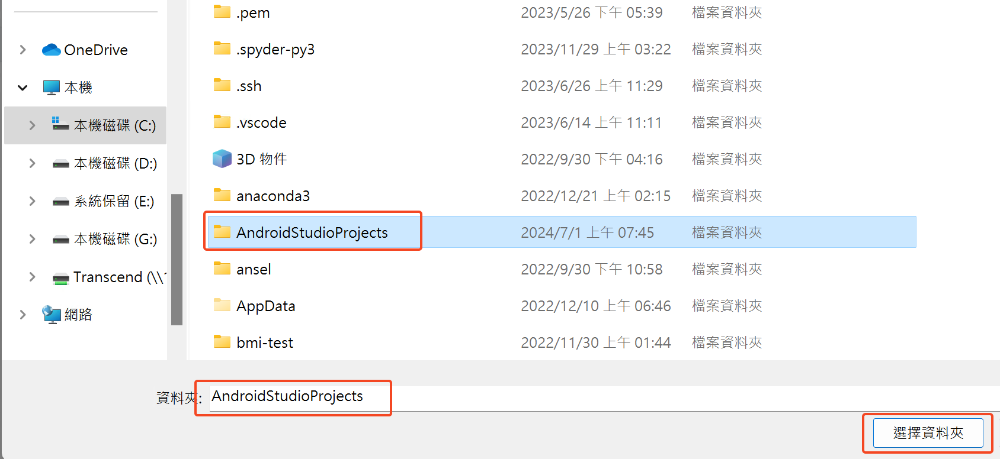 OneDrive
本機
本機磁碟 (C:)
本機磁碟 (D:)
系統保留 (E:)
本機磁碟 (G:)
Transcend (\\
網路
.pem 2023/5/26 下午 05:39 檔案資料夾
.spyder-py3 2023/11/29 上午 03:22 檔案資料夾
.ssh 2023/6/26 上午 11:29 檔案資料夾
.vscode 2023/6/14 上午 11:11 檔案資料夾
3D 物件 2022/9/30 下午 04:16 檔案資料夾
anaconda3 2022/12/21 上午 02:15 檔案資料夾
AndroidStudioProjects 2024/7/1 上午 07:45 檔案資料夾
ansel 2022/9/30 下午 10:58 檔案資料夾
AppData 2022/12/10 上午 06:46 檔案資料夾
bmi-test 2022/11/30 上午 01:44 檔案資料夾
資料夾: AndroidStudioProjects
選擇資料夾